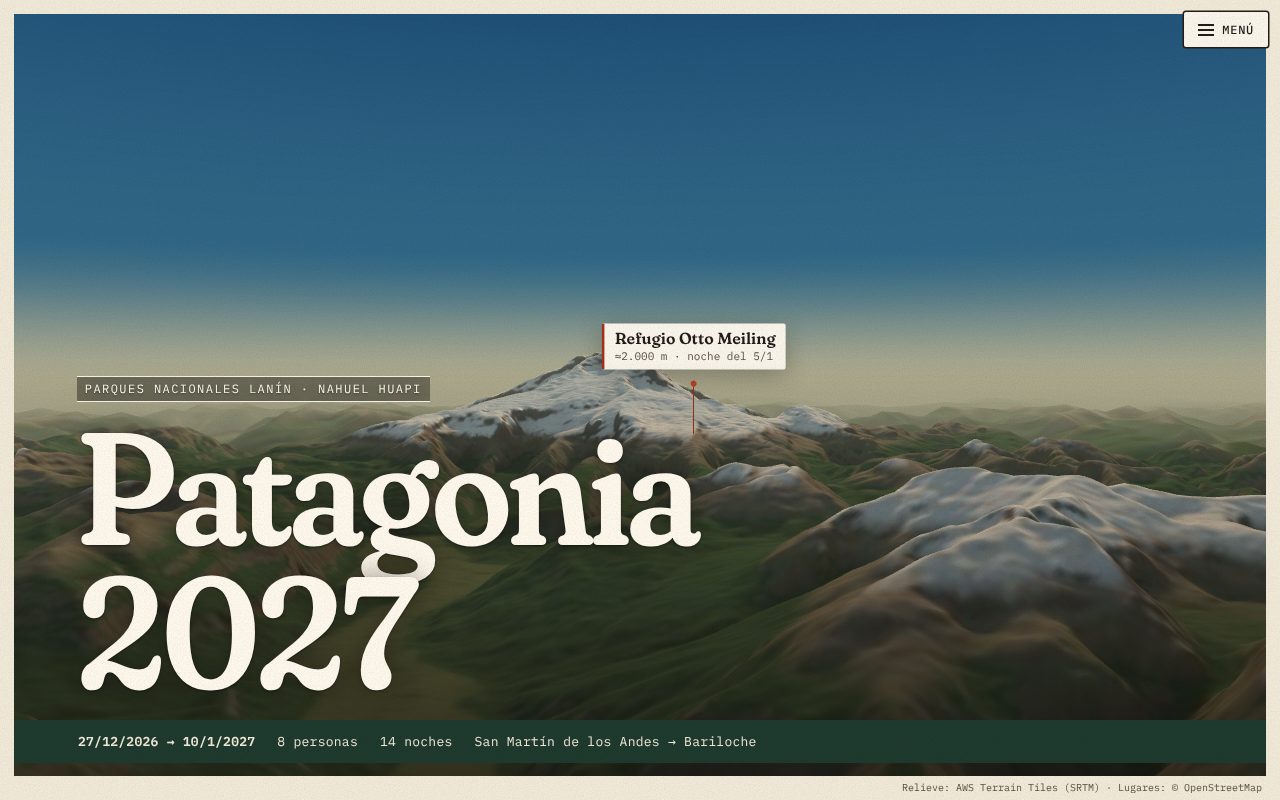 MENÚ
Refugio Otto Meiling
≈2.000 m · noche del 5/1
PARQUES NACIONALES LANÍN · NAHUEL HUAPI
Patagonia
2027
27/12/2026 → 10/1/2027 8 personas 14 noches San Martín de los Andes → Bariloche
Relieve: AWS Terrain Tiles (SRTM) · Lugares: © OpenStreetMap